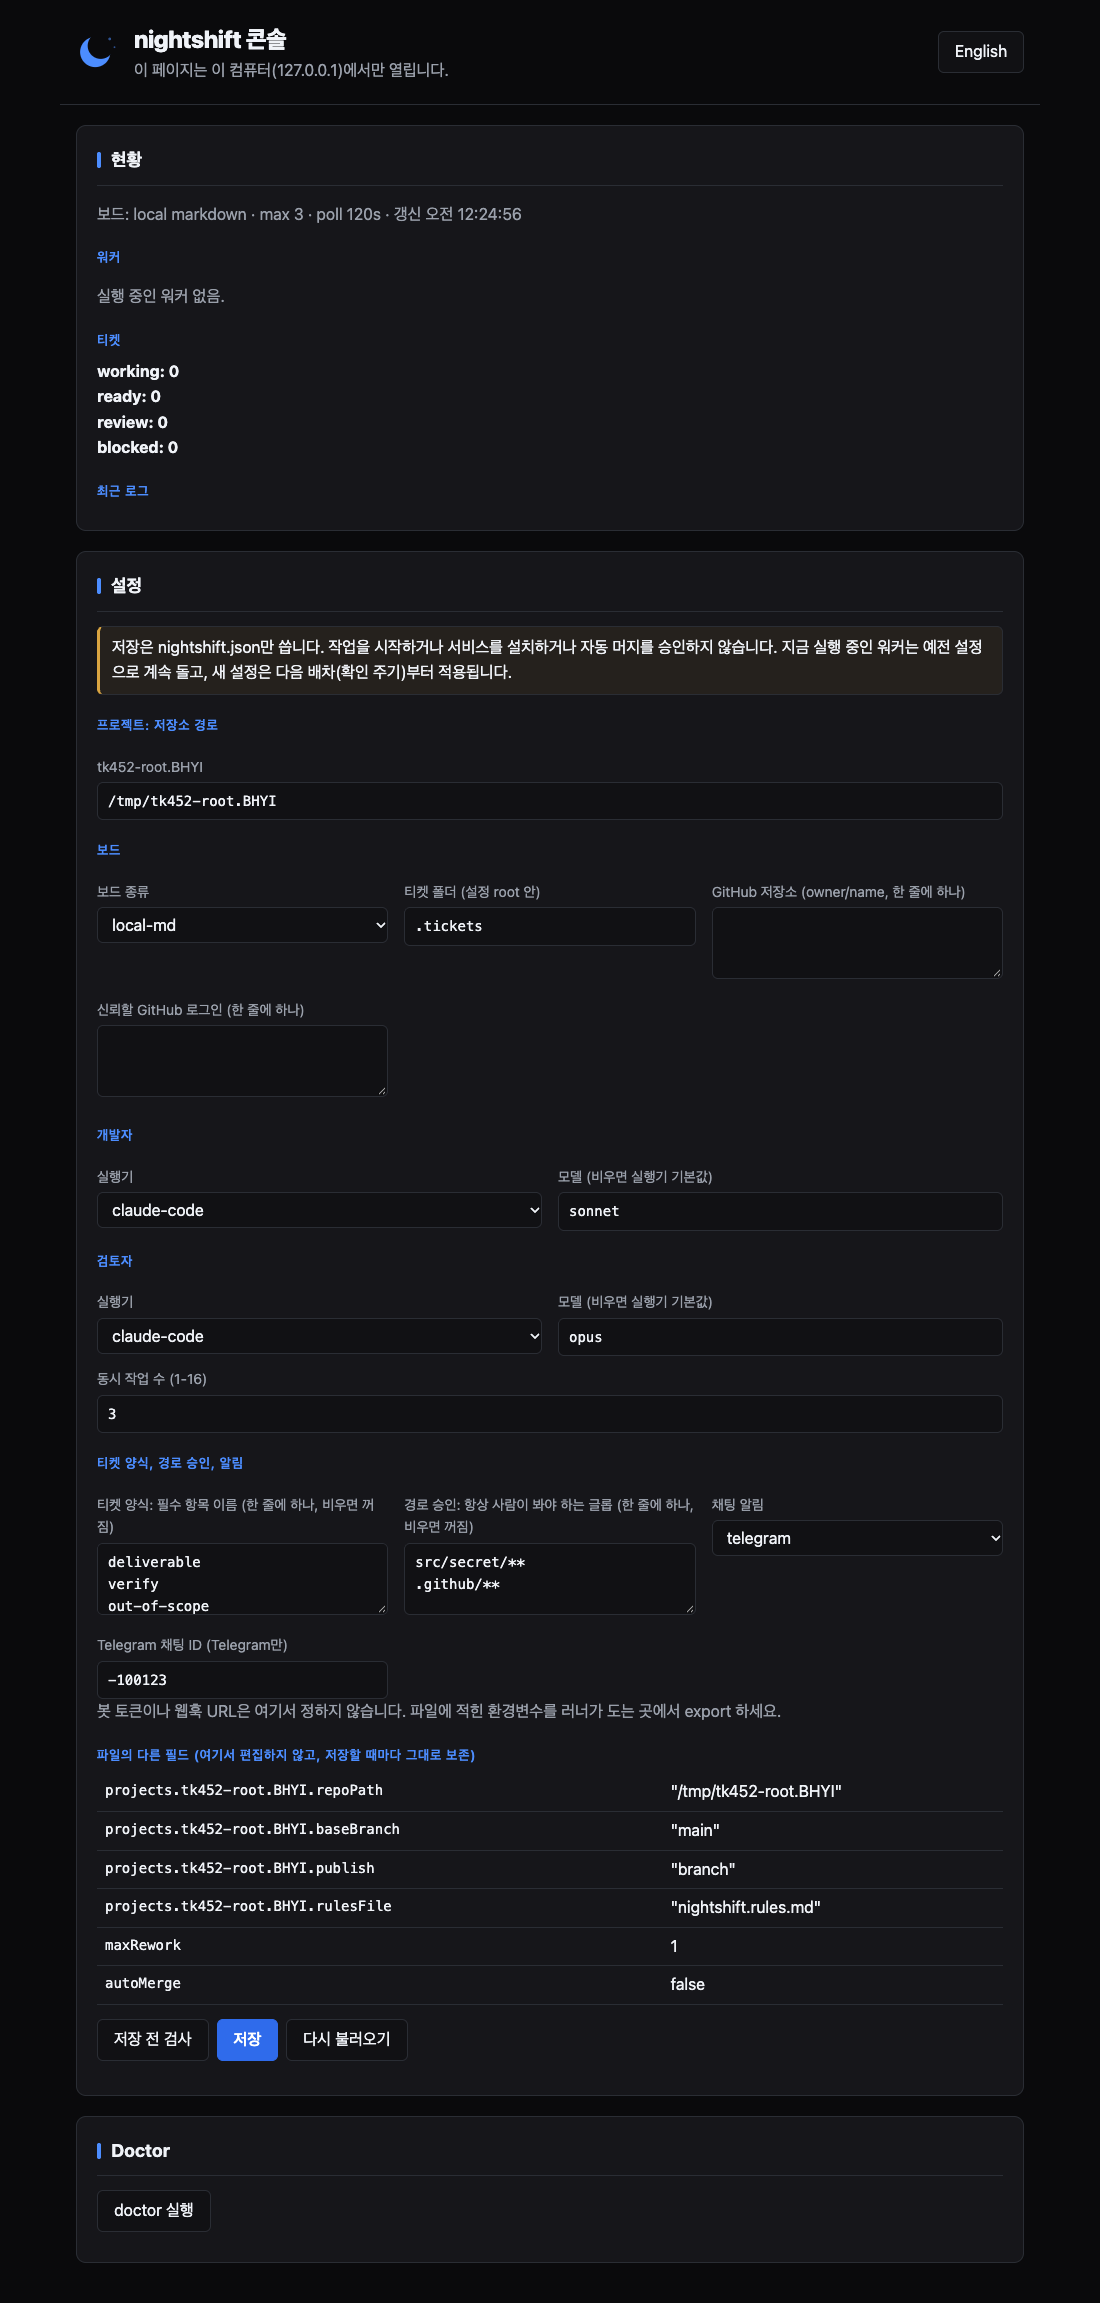 nightshift 콘솔
이 페이지는 이 컴퓨터(127.0.0.1)에서만 열립니다.
English
현황
보드: local markdown · max 3 · poll 120s · 갱신 오전 12:24:56
워커
실행 중인 워커 없음.
티켓
working: 0
ready: 0
review: 0
blocked: 0
최근 로그
설정
저장은 nightshift.json만 씁니다. 작업을 시작하거나 서비스를 설치하거나 자동 머지를 승인하지 않습니다. 지금 실행 중인 워커는 예전 설정
으로 계속 돌고, 새 설정은 다음 배차(확인 주기)부터 적용됩니다.
프로젝트: 저장소 경로
tk452-root.BHYI
/tmp/tk452-root.BHYI
보드
보드 종류
local-md
티켓 폴더 (설정 root 안)
.tickets
GitHub 저장소 (owner/name, 한 줄에 하나)
신뢰할 GitHub 로그인 (한 줄에 하나)
개발자
실행기
claude-code
모델 (비우면 실행기 기본값)
sonnet
검토자
실행기
claude-code
모델 (비우면 실행기 기본값)
opus
동시 작업 수 (1-16)
3
티켓 양식, 경로 승인, 알림
티켓 양식: 필수 항목 이름 (한 줄에 하나, 비우면 꺼
짐)
deliverable
verify
out-of-scope
경로 승인: 항상 사람이 봐야 하는 글롭 (한 줄에 하나,
비우면 꺼짐)
src/secret/**
.github/**
채팅 알림
telegram
Telegram 채팅 ID (Telegram만)
-100123
봇 토큰이나 웹훅 URL은 여기서 정하지 않습니다. 파일에 적힌 환경변수를 러너가 도는 곳에서 export 하세요.
파일의 다른 필드 (여기서 편집하지 않고, 저장할 때마다 그대로 보존)
projects.tk452-root.BHYI.repoPath "/tmp/tk452-root.BHYI"
projects.tk452-root.BHYI.baseBranch "main"
projects.tk452-root.BHYI.publish "branch"
projects.tk452-root.BHYI.rulesFile "nightshift.rules.md"
maxRework 1
autoMerge false
저장 전 검사
저장
다시 불러오기
Doctor
doctor 실행